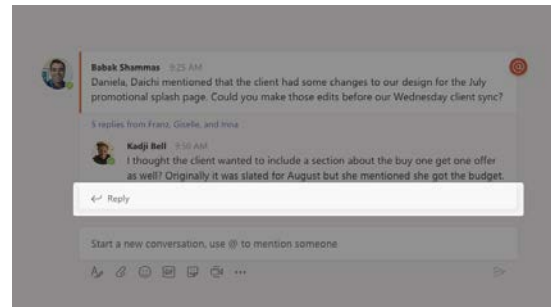 Babak Shammas 9:25 AM
Daniela, Daichi mentioned that the client had some changes to our design for the July
promotional splash page. Could you make those edits before our Wednesday client sync?
5 replies from Franz, Giselle, and Irina
Kadji Bell 9:50 AM
I thought the client wanted to include a section about the buy one get one offer
as well? Originally it was slated for August but she mentioned she got the budget.
Reply
Start a new conversation, use @ to mention someone
GIF